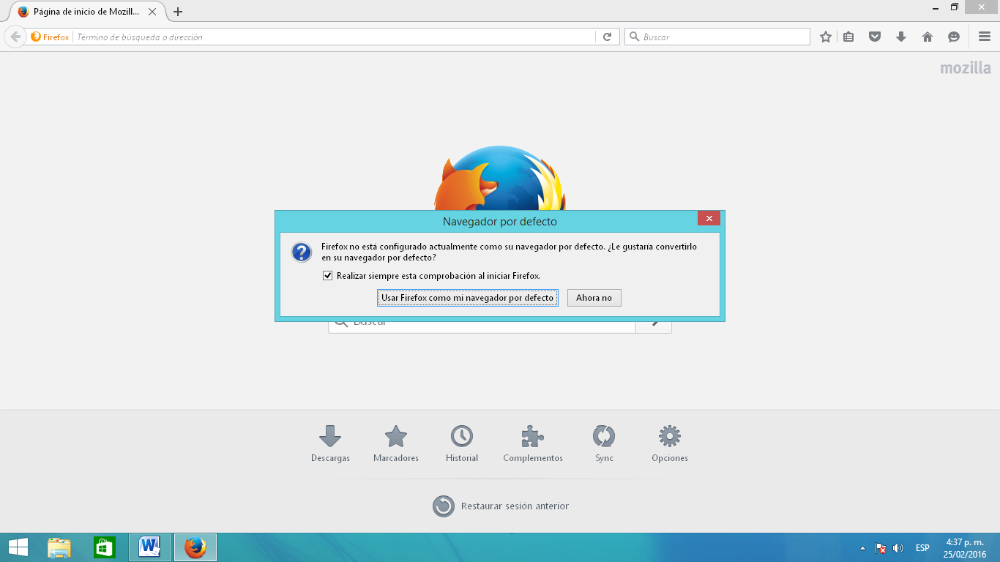 Página de inicio de Mozill...
Firefox
Término de búsqueda o dirección
Buscar
mozilla
Navegador por defecto
Firefox no está configurado actualmente como su navegador por defecto. ¿Le gustaría convertirlo
en su navegador por defecto?
Realizar siempre esta comprobación al iniciar Firefox.
Usar Firefox como mi navegador por defecto
Ahora no
Buscar
Descargas
Marcadores
Historial
Complementos
Sync
Opciones
Restaurar sesión anterior
ESP
4:37 p. m.
25/02/2016